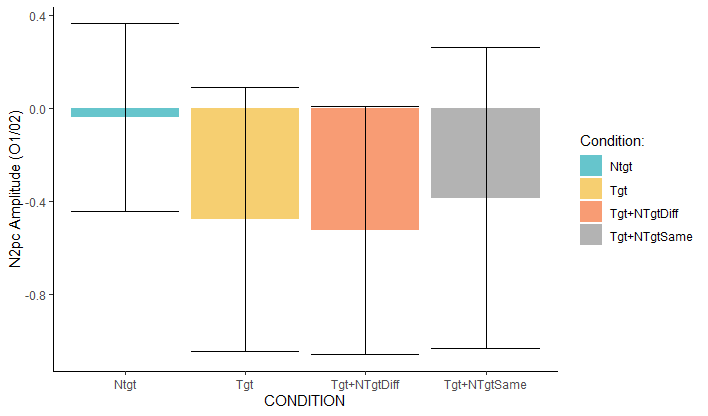 N2pc Amplitude (O1/02)
0.4
0.0
-0.4
-0.8
Ntgt
Tgt
Tgt+NTgtDiff
Tgt+NTgtSame
CONDITION
Condition:
Ntgt
Tgt
Tgt+NTgtDiff
Tgt+NTgtSame